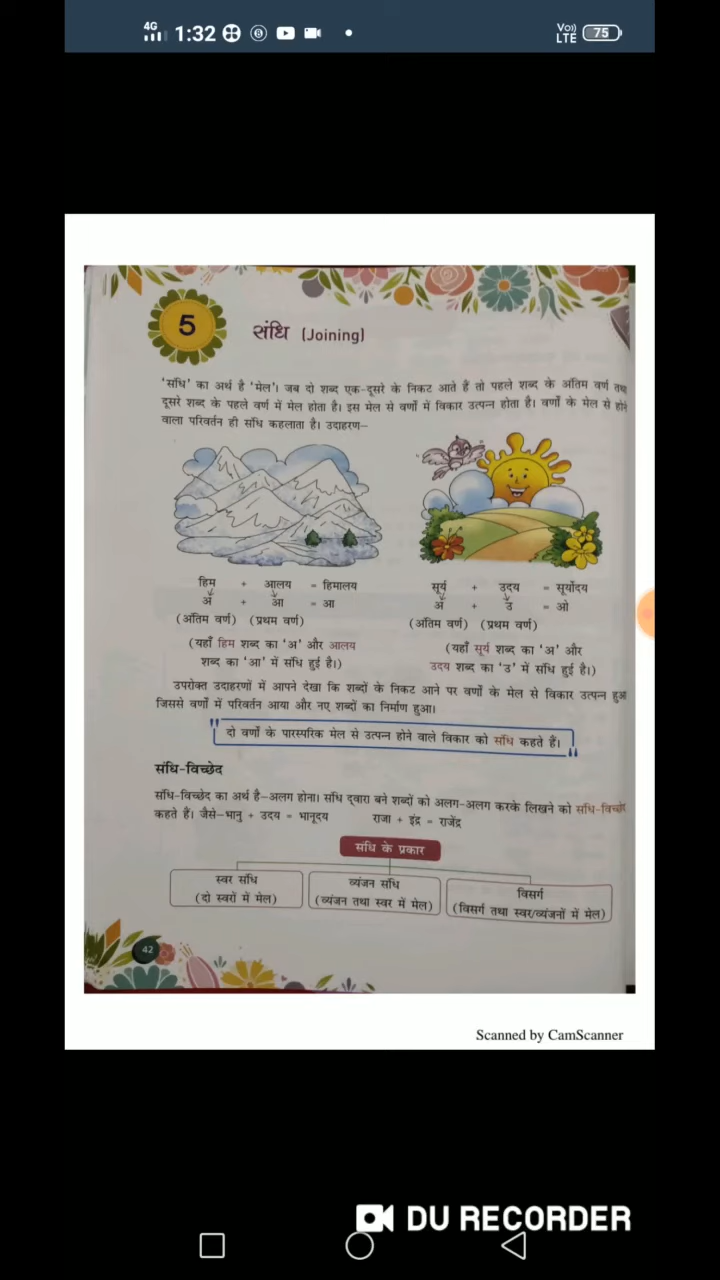 4G 1:32 Vo)) LTE 75
5
संधि (Joining)
'संधि' का अर्थ है 'मेल'। जब दो शब्द एक-दूसरे के निकट आते हैं तो पहले शब्द के अंतिम वर्ण तथा
दूसरे शब्द के पहले वर्ण में मेल होता है। इस मेल से वर्णों में विकार उत्पन्न होता है। वर्णों के मेल से होने
वाला परिवर्तन ही संधि कहलाता है। उदाहरण–
हिम + आलय = हिमालय
अ + आ = आ
(अंतिम वर्ण) (प्रथम वर्ण)
(यहाँ हिम शब्द का 'अ' और आलय
शब्द का 'आ' में संधि हुई है।)
सूर्य + उदय = सूर्योदय
अ + उ = ओ
(अंतिम वर्ण) (प्रथम वर्ण)
(यहाँ सूर्य शब्द का 'अ' और
उदय शब्द का 'उ' में संधि हुई है।)
उपरोक्त उदाहरणों में आपने देखा कि शब्दों के निकट आने पर वर्णों के मेल से विकार उत्पन्न हुआ
जिससे वर्णों में परिवर्तन आया और नए शब्दों का निर्माण हुआ।
" दो वर्णों के पारस्परिक मेल से उत्पन्न होने वाले विकार को संधि कहते हैं। "
संधि-विच्छेद
संधि-विच्छेद का अर्थ है–अलग होना। संधि द्वारा बने शब्दों को अलग-अलग करके लिखने को संधि-विच्छेद
कहते हैं। जैसे–भानु + उदय = भानूदय राजा + इंद्र = राजेंद्र
संधि के प्रकार
स्वर संधि
(दो स्वरों में मेल)
व्यंजन संधि
(व्यंजन तथा स्वर में मेल)
विसर्ग
(विसर्ग तथा स्वर/व्यंजनों में मेल)
42
Scanned by CamScanner
DU RECORDER